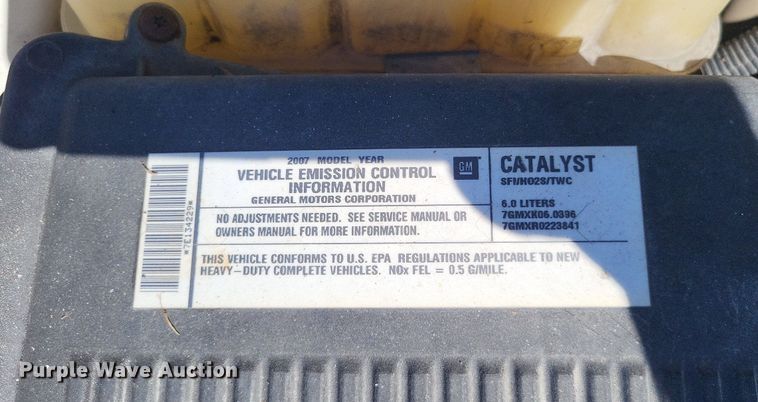 2007 MODEL YEAR
VEHICLE EMISSION CONTROL
INFORMATION
GENERAL MOTORS CORPORATION
GM
NO ADJUSTMENTS NEEDED. SEE SERVICE MANUAL OR
OWNERS MANUAL FOR MORE INFORMATION.
CATALYST
SFI/HO2S/TWC
6.0 LITERS
7GMXK06.0396
7GMXR0223841
THIS VEHICLE CONFORMS TO U.S. EPA REGULATIONS APPLICABLE TO NEW
HEAVY-DUTY COMPLETE VEHICLES. NOx FEL = 0.5 G/MILE.
*7E134229*
Purple Wave Auction